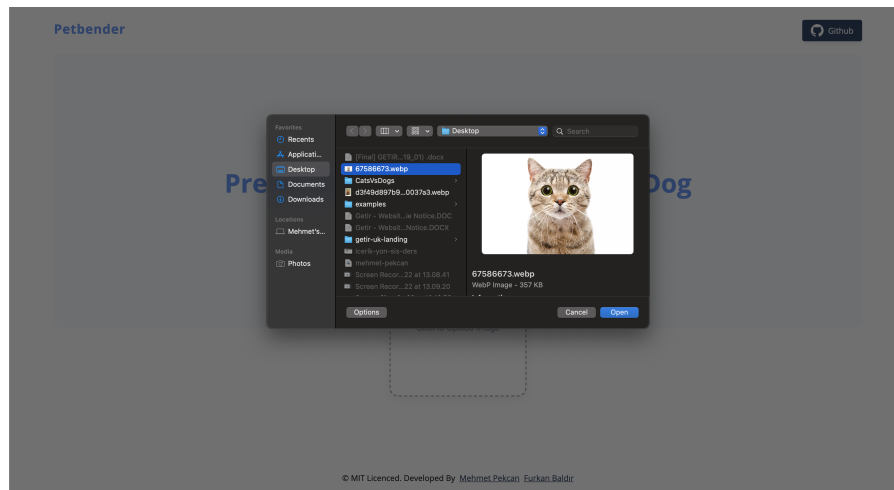 Petbender
Github
Pre
Dog
Favorites
Recents
Applicati...
Desktop
Documents
Downloads
Locations
Mehmet's...
Media
Photos
Desktop
Search
[Final] GETIR...19_01) .docx
67586673.webp
CatsVsDogs
d3f49d897b9...0037a3.webp
examples
Getir - Websit...ie Notice.DOC
Getir - Websit...Notice.DOCX
getir-uk-landing
icerik-yon-sis-ders
mehmet-pekcan
Screen Recor...22 at 13.08.41
Screen Recor...22 at 13.09.20
67586673.webp
WebP Image - 357 KB
Options
Cancel
Open
© MIT Licenced. Developed By Mehmet Pekcan Furkan Baldır